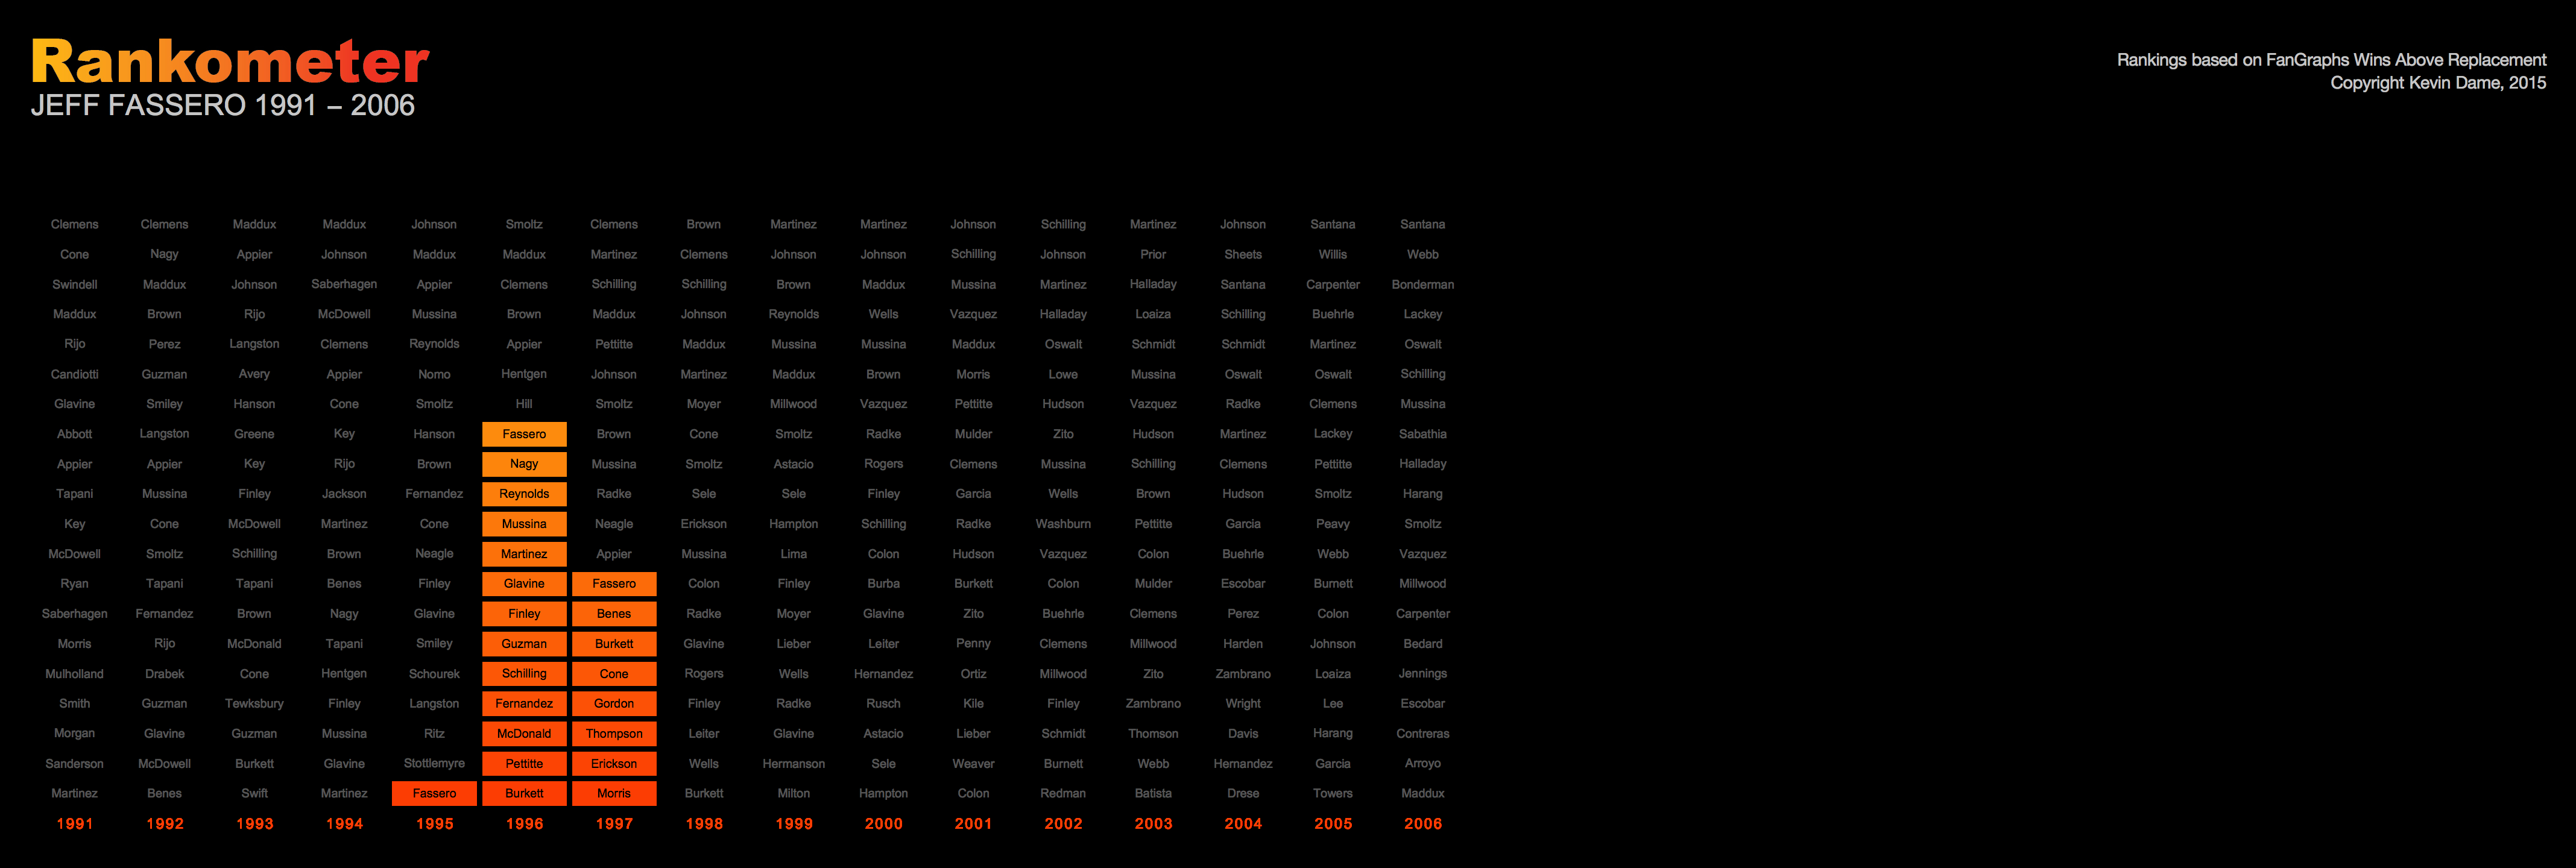 Rankometer
JEFF FASSERO 1991 – 2006
Rankings based on FanGraphs Wins Above Replacement
Copyright Kevin Dame, 2015
Clemens Clemens Maddux Maddux Johnson Smoltz Clemens Brown Martinez Martinez Johnson Schilling Martinez Johnson Santana Santana
Cone Nagy Appier Johnson Maddux Maddux Martinez Clemens Johnson Johnson Schilling Johnson Prior Sheets Willis Webb
Swindell Maddux Johnson Saberhagen Appier Clemens Schilling Schilling Brown Maddux Mussina Martinez Halladay Santana Carpenter Bonderman
Maddux Brown Rijo McDowell Mussina Brown Maddux Johnson Reynolds Wells Vazquez Halladay Loaiza Schilling Buehrle Lackey
Rijo Perez Langston Clemens Reynolds Appier Pettitte Maddux Mussina Mussina Maddux Oswalt Schmidt Schmidt Martinez Oswalt
Candiotti Guzman Avery Appier Nomo Hentgen Johnson Martinez Maddux Brown Morris Lowe Mussina Oswalt Oswalt Schilling
Glavine Smiley Hanson Cone Smoltz Hill Smoltz Moyer Millwood Vazquez Pettitte Hudson Vazquez Radke Clemens Mussina
Abbott Langston Greene Key Hanson Fassero Brown Cone Smoltz Radke Mulder Zito Hudson Martinez Lackey Sabathia
Appier Appier Key Rijo Brown Nagy Mussina Smoltz Astacio Rogers Clemens Mussina Schilling Clemens Pettitte Halladay
Tapani Mussina Finley Jackson Fernandez Reynolds Radke Sele Sele Finley Garcia Wells Brown Hudson Smoltz Harang
Key Cone McDowell Martinez Cone Mussina Neagle Erickson Hampton Schilling Radke Washburn Pettitte Garcia Peavy Smoltz
McDowell Smoltz Schilling Brown Neagle Martinez Appier Mussina Lima Colon Hudson Vazquez Colon Buehrle Webb Vazquez
Ryan Tapani Tapani Benes Finley Glavine Fassero Colon Finley Burba Burkett Colon Mulder Escobar Burnett Millwood
Saberhagen Fernandez Brown Nagy Glavine Finley Benes Radke Moyer Glavine Zito Buehrle Clemens Perez Colon Carpenter
Morris Rijo McDonald Tapani Smiley Guzman Burkett Glavine Lieber Leiter Penny Clemens Millwood Harden Johnson Bedard
Mulholland Drabek Cone Hentgen Schourek Schilling Cone Rogers Wells Hernandez Ortiz Millwood Zito Zambrano Loaiza Jennings
Smith Guzman Tewksbury Finley Langston Fernandez Gordon Finley Radke Rusch Kile Finley Zambrano Wright Lee Escobar
Morgan Glavine Guzman Mussina Ritz McDonald Thompson Leiter Glavine Astacio Lieber Schmidt Thomson Davis Harang Contreras
Sanderson McDowell Burkett Glavine Stottlemyre Pettitte Erickson Wells Hermanson Sele Weaver Burnett Webb Hernandez Garcia Arroyo
Martinez Benes Swift Martinez Fassero Burkett Morris Burkett Milton Hampton Colon Redman Batista Drese Towers Maddux
1991 1992 1993 1994 1995 1996 1997 1998 1999 2000 2001 2002 2003 2004 2005 2006